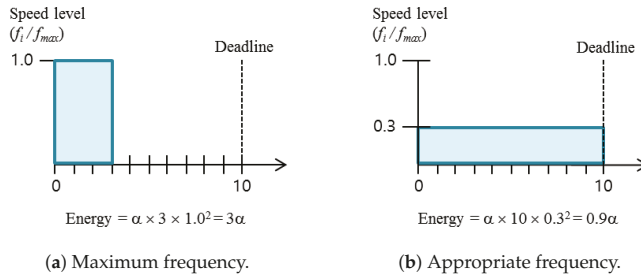 Speed level
(fi/fmax)
Deadline
1.0
0
10
Energy = α × 3 × 1.0² = 3α
(a) Maximum frequency.
Speed level
(fi/fmax)
Deadline
1.0
0.3
0
10
Energy = α × 10 × 0.3² = 0.9α
(b) Appropriate frequency.